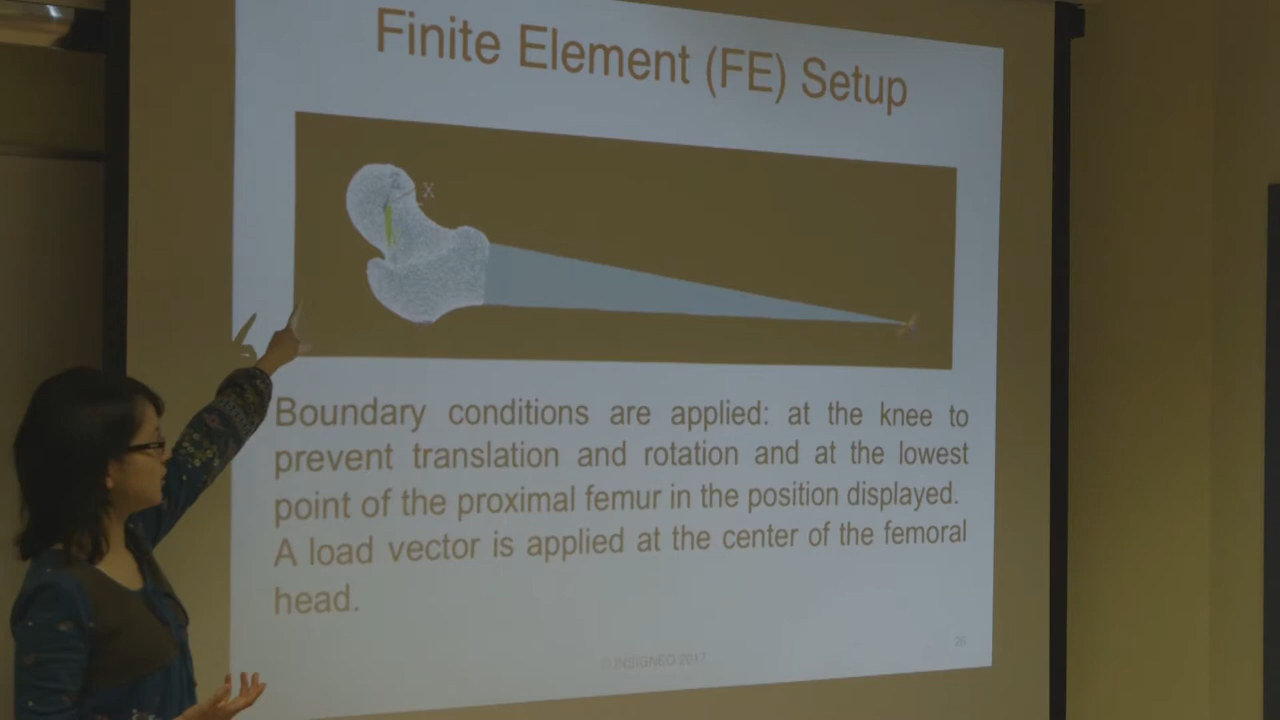 Finite Element (FE) Setup
X
Boundary conditions are applied: at the knee to
prevent translation and rotation and at the lowest
point of the proximal femur in the position displayed.
A load vector is applied at the center of the femoral
head.
© INSIGNEO 2017
26